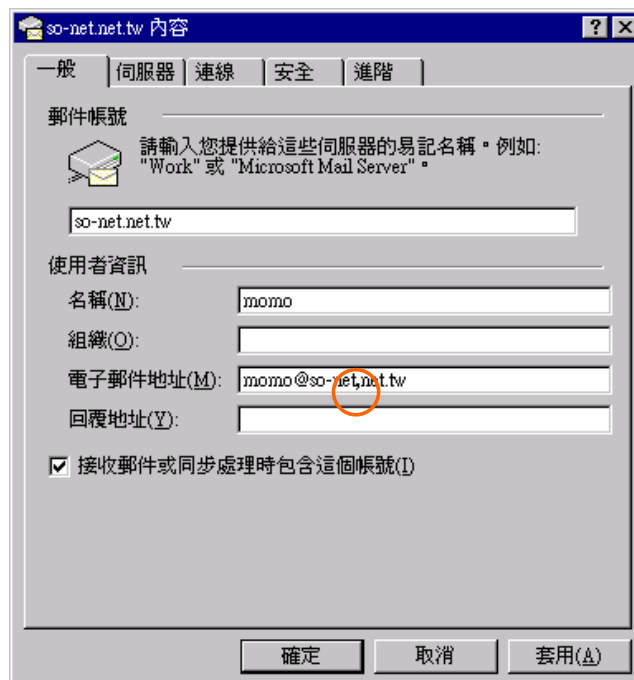 so-net.net.tw 內容
一般 伺服器 連線 安全 進階
郵件帳號
請輸入您提供給這些伺服器的易記名稱。例如:
"Work" 或 "Microsoft Mail Server"。
so-net.net.tw
使用者資訊
名稱(N): momo
組織(O):
電子郵件地址(M): momo@so-net,net.tw
回覆地址(Y):
接收郵件或同步處理時包含這個帳號(I)
確定 取消 套用(A)